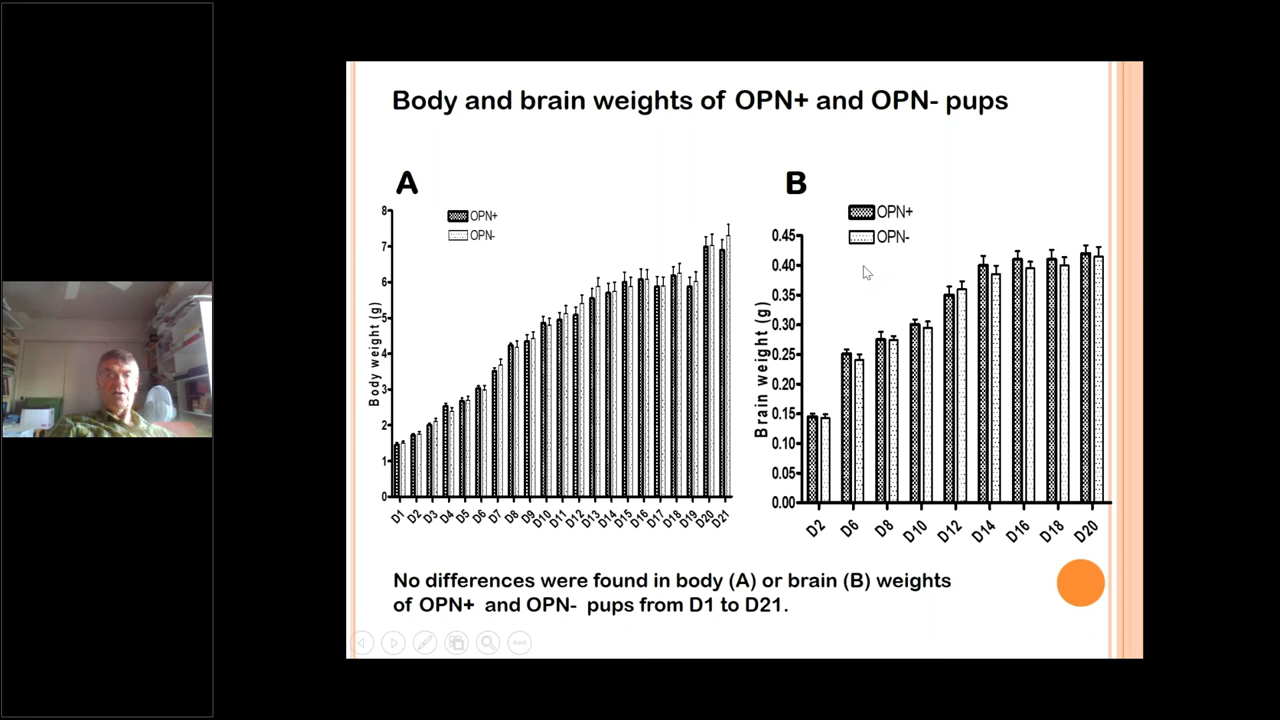 Body and brain weights of OPN+ and OPN- pups
A
OPN+
OPN-
Body weight (g)
8
7
6
5
4
3
2
1
0
D1 D2 D3 D4 D5 D6 D7 D8 D9 D10 D11 D12 D13 D14 D15 D16 D17 D18 D19 D20 D21
B
OPN+
OPN-
Brain weight (g)
0.45
0.40
0.35
0.30
0.25
0.20
0.15
0.10
0.05
0.00
D2 D6 D8 D10 D12 D14 D16 D18 D20
No differences were found in body (A) or brain (B) weights
of OPN+ and OPN- pups from D1 to D21.